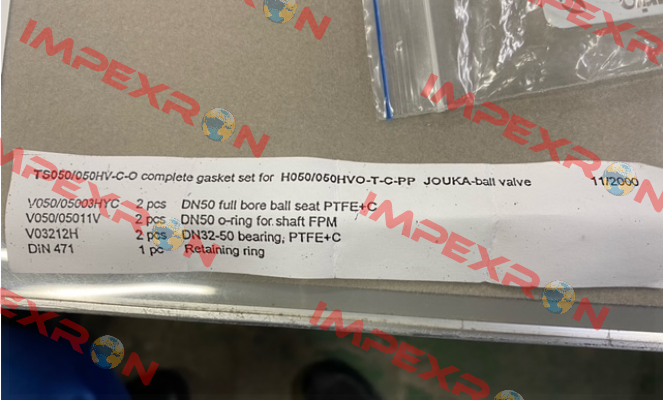 TS050/050HV-C-O complete gasket set for H050/050HVO-T-C-PP JOUKA-ball valve 11/2000
V050/05003HYC 2 pcs DN50 full bore ball seat PTFE+C
V050/05011V 2 pcs DN50 o-ring for shaft FPM
V03212H 2 pcs DN32-50 bearing, PTFE+C
DiN 471 1 pc Retaining ring
IMPEXRON
IMPEXRON
IMPEXRON
IMPEXRON
IMPEXRON
IMPEXRON